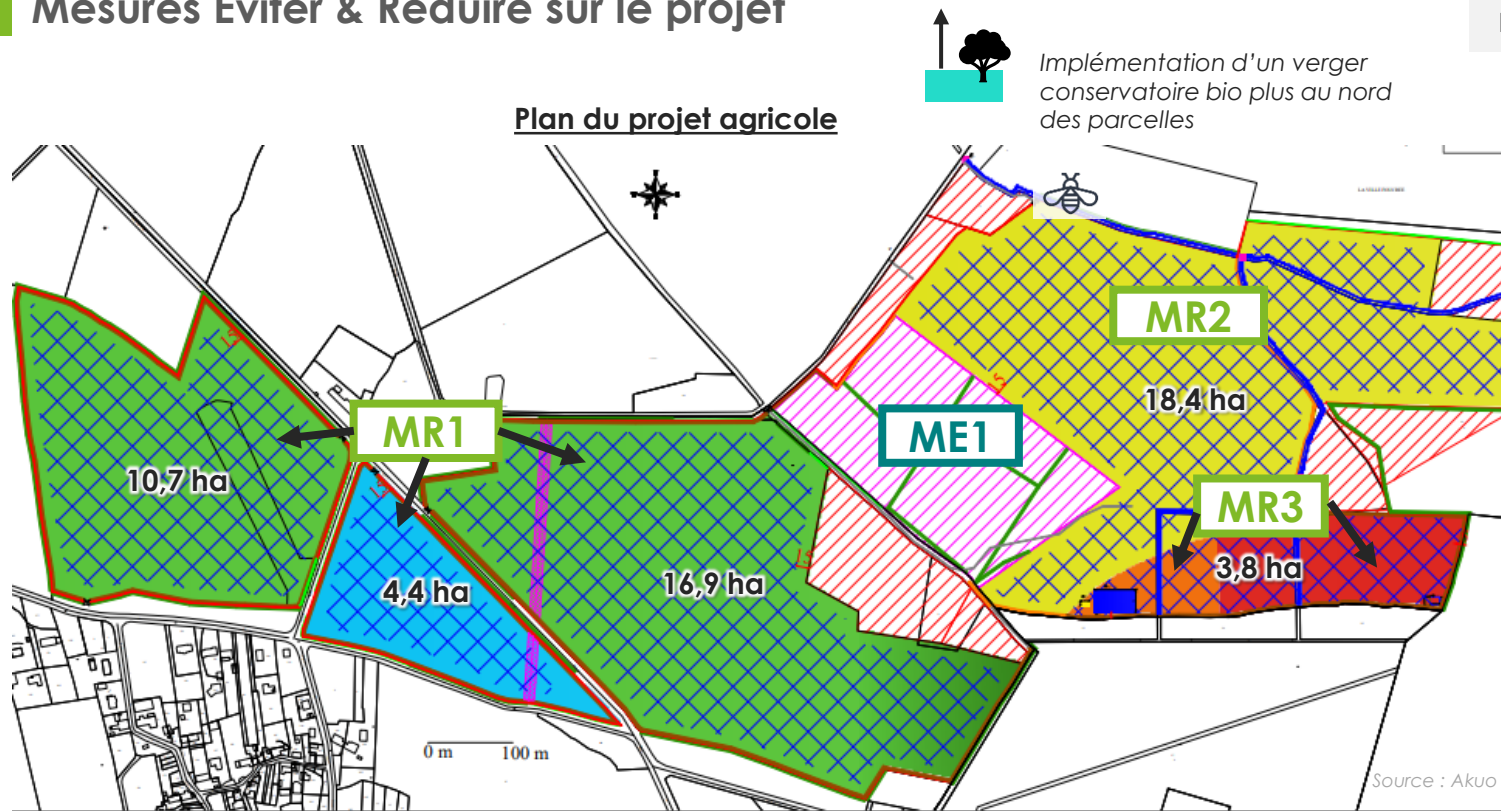 Mesures Éviter & Réduire sur le projet
Implémentation d'un verger
conservatoire bio plus au nord
des parcelles
Plan du projet agricole
MR2
18,4 ha
MR1
ME1
10,7 ha
MR3
4,4 ha
16,9 ha
3,8 ha
0 m
100 m
Source : Akuo